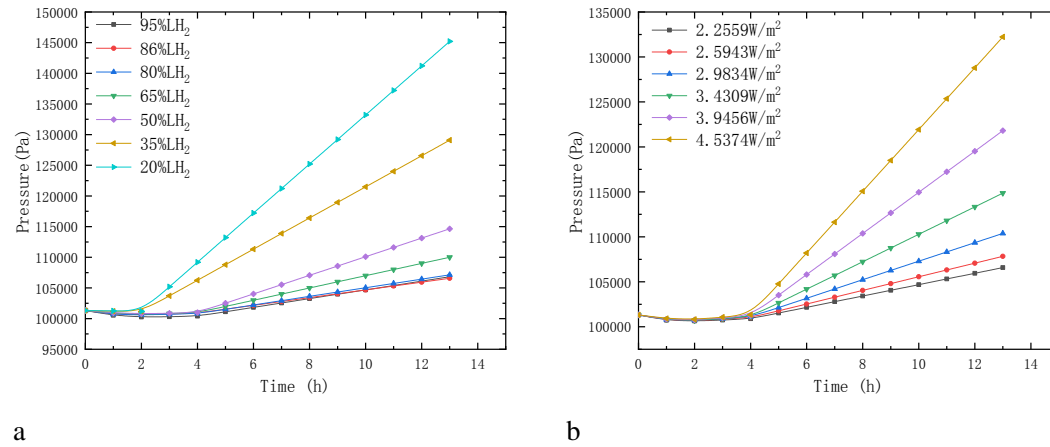 150000
145000
140000
135000
130000
125000
120000
115000
110000
105000
100000
95000
Pressure(Pa)
95%LH₂
86%LH₂
80%LH₂
65%LH₂
50%LH₂
35%LH₂
20%LH₂
0 2 4 6 8 10 12 14
Time (h)
a
135000
130000
125000
120000
115000
110000
105000
100000
Pressure(Pa)
2.2559W/m²
2.5943W/m²
2.9834W/m²
3.4309W/m²
3.9456W/m²
4.5374W/m²
0 2 4 6 8 10 12 14
Time (h)
b